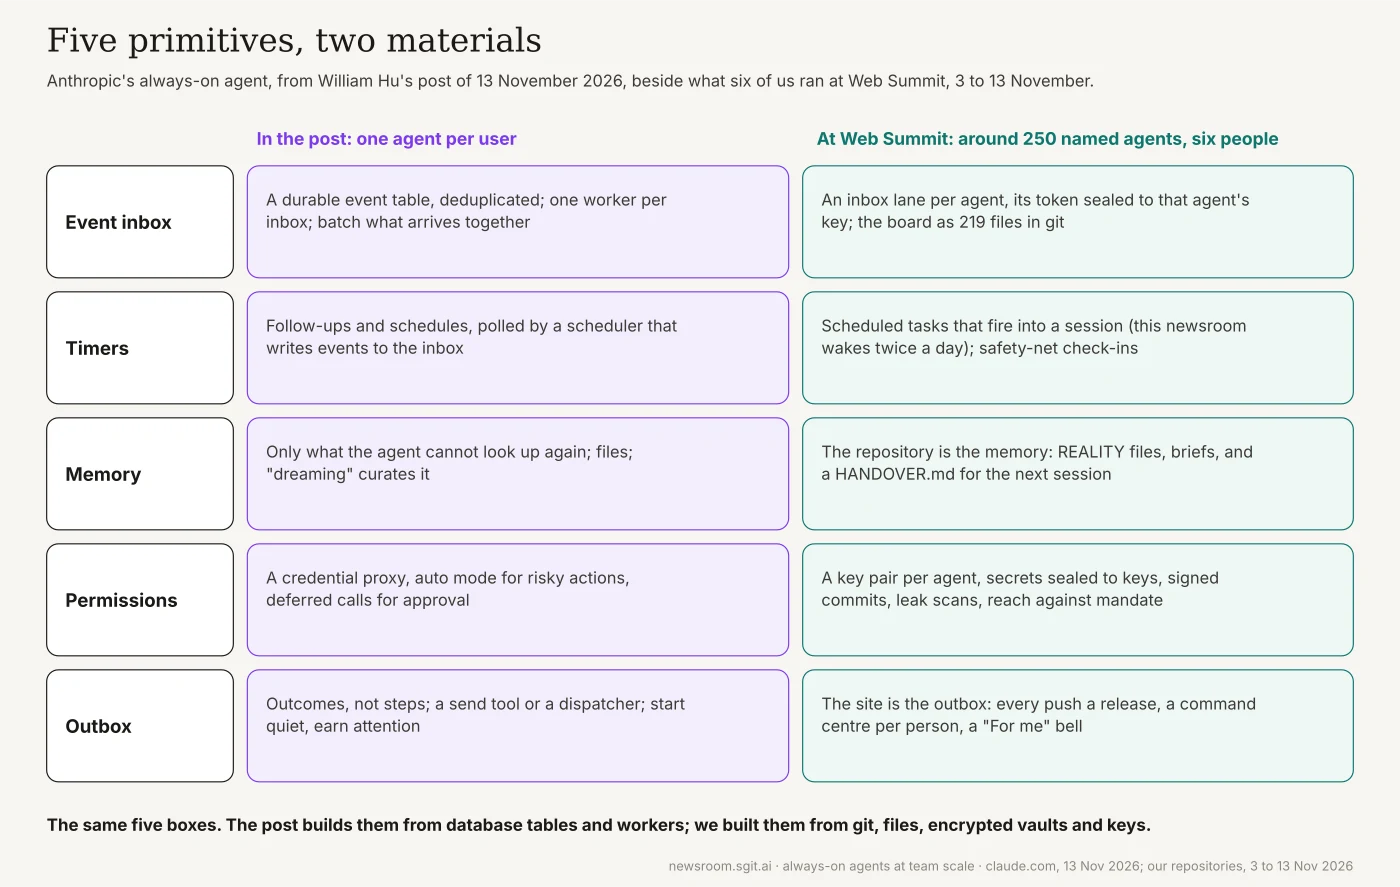 Five primitives, two materials
Anthropic's always-on agent, from William Hu's post of 13 November 2026, beside what six of us ran at Web Summit, 3 to 13 November.
In the post: one agent per user
At Web Summit: around 250 named agents, six people
Event inbox
A durable event table, deduplicated; one worker per
inbox; batch what arrives together
An inbox lane per agent, its token sealed to that agent's
key; the board as 219 files in git
Timers
Follow-ups and schedules, polled by a scheduler that
writes events to the inbox
Scheduled tasks that fire into a session (this newsroom
wakes twice a day); safety-net check-ins
Memory
Only what the agent cannot look up again; files;
"dreaming" curates it
The repository is the memory: REALITY files, briefs, and
a HANDOVER.md for the next session
Permissions
A credential proxy, auto mode for risky actions,
deferred calls for approval
A key pair per agent, secrets sealed to keys, signed
commits, leak scans, reach against mandate
Outbox
Outcomes, not steps; a send tool or a dispatcher; start
quiet, earn attention
The site is the outbox: every push a release, a command
centre per person, a "For me" bell
The same five boxes. The post builds them from database tables and workers; we built them from git, files, encrypted vaults and keys.
newsroom.sgit.ai · always-on agents at team scale · claude.com, 13 Nov 2026; our repositories, 3 to 13 Nov 2026